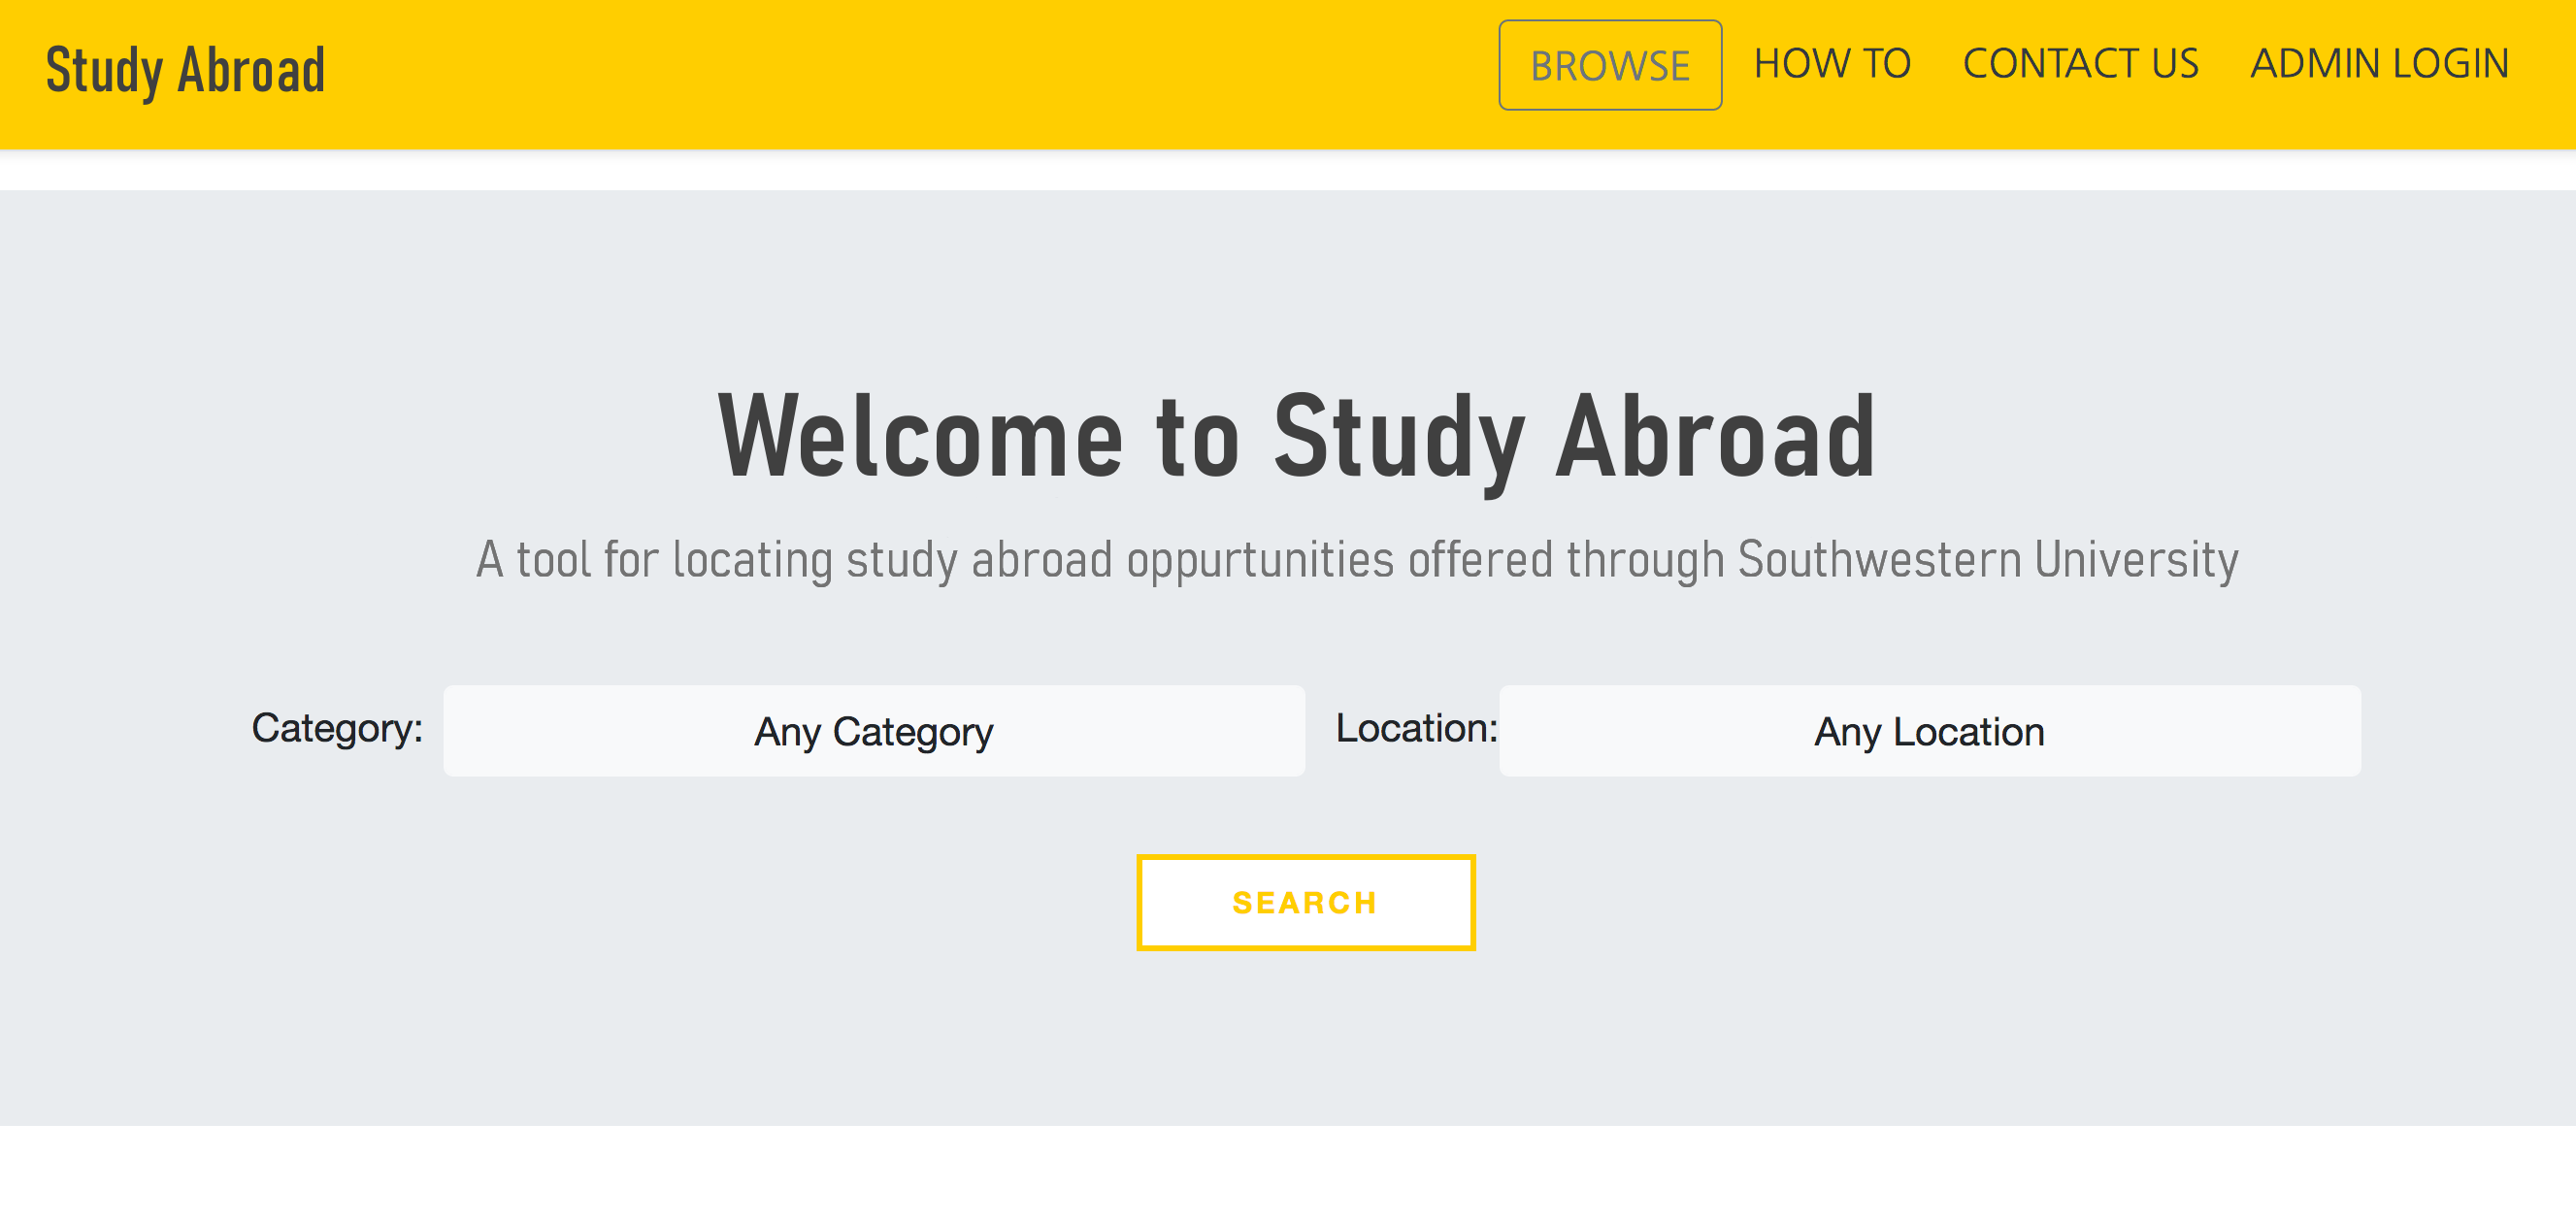 Study Abroad
BROWSE HOW TO CONTACT US ADMIN LOGIN
Welcome to Study Abroad
A tool for locating study abroad oppurtunities offered through Southwestern University
Category: Any Category Location: Any Location
SEARCH